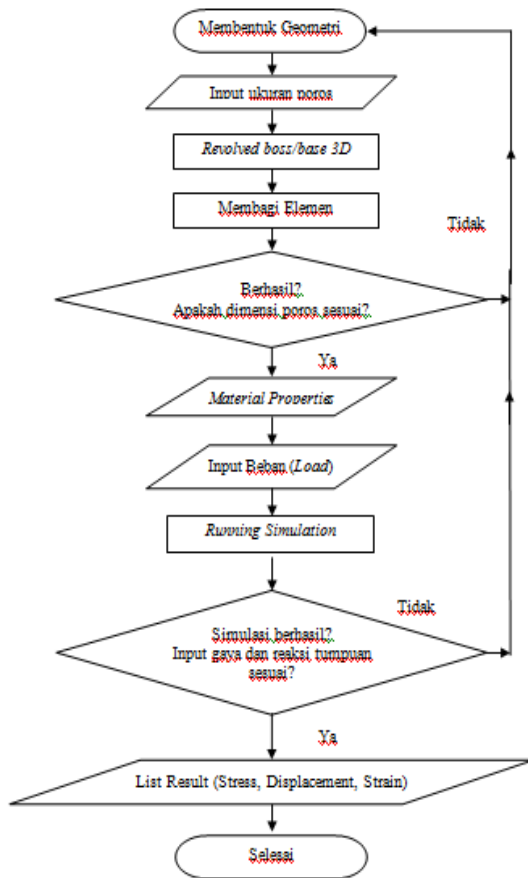 Membentuk Geometri
Input ukuran poros
Revolved boss/base 3D
Membagi Elemen
Tidak
Berhasil?
Apakah dimensi poros sesuai?
Ya
Material Properties
Input Beban (Load)
Running Simulation
Tidak
Simulasi berhasil?
Input gaya dan reaksi tumpuan
sesuai?
Ya
List Result (Stress, Displacement, Strain)
Selesai